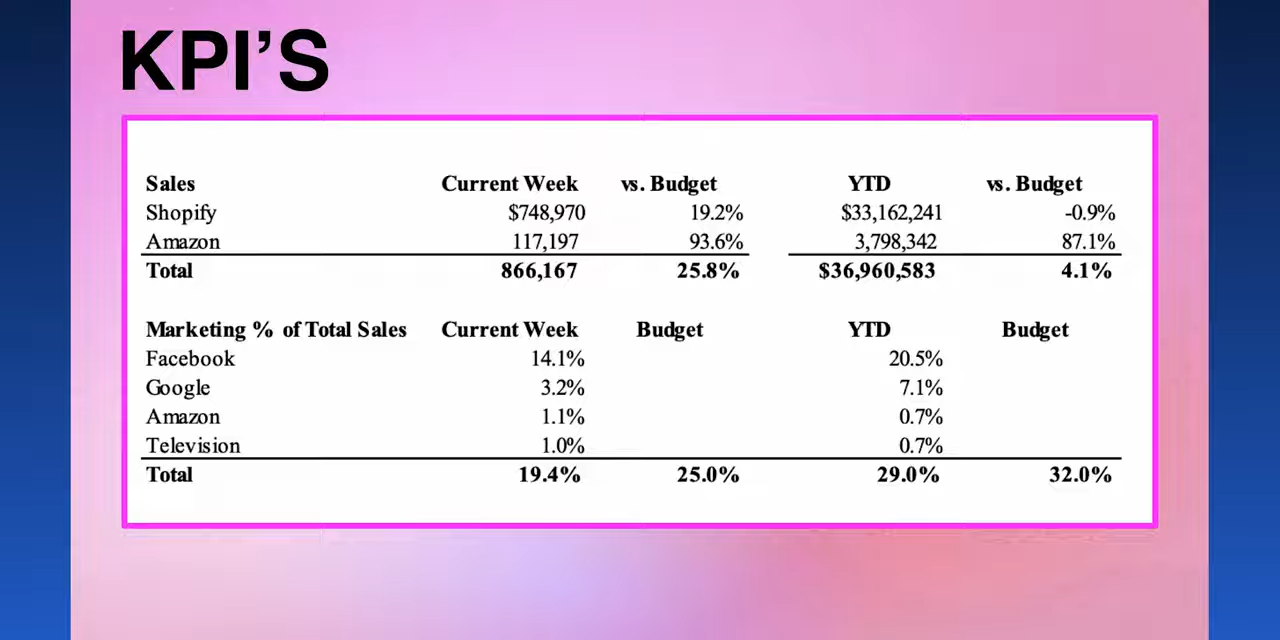 KPI’S
Sales Current Week vs. Budget YTD vs. Budget
Shopify $748,970 19.2% $33,162,241 -0.9%
Amazon 117,197 93.6% 3,798,342 87.1%
Total 866,167 25.8% $36,960,583 4.1%
Marketing % of Total Sales Current Week Budget YTD Budget
Facebook 14.1% 20.5%
Google 3.2% 7.1%
Amazon 1.1% 0.7%
Television 1.0% 0.7%
Total 19.4% 25.0% 29.0% 32.0%